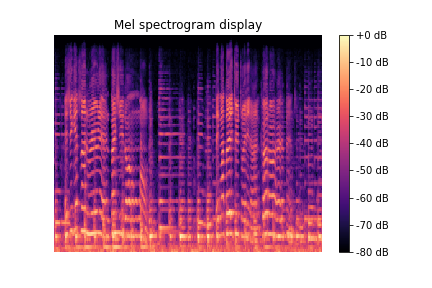 Mel spectrogram display
+0 dB
-10 dB
-20 dB
-30 dB
-40 dB
-50 dB
-60 dB
-70 dB
-80 dB